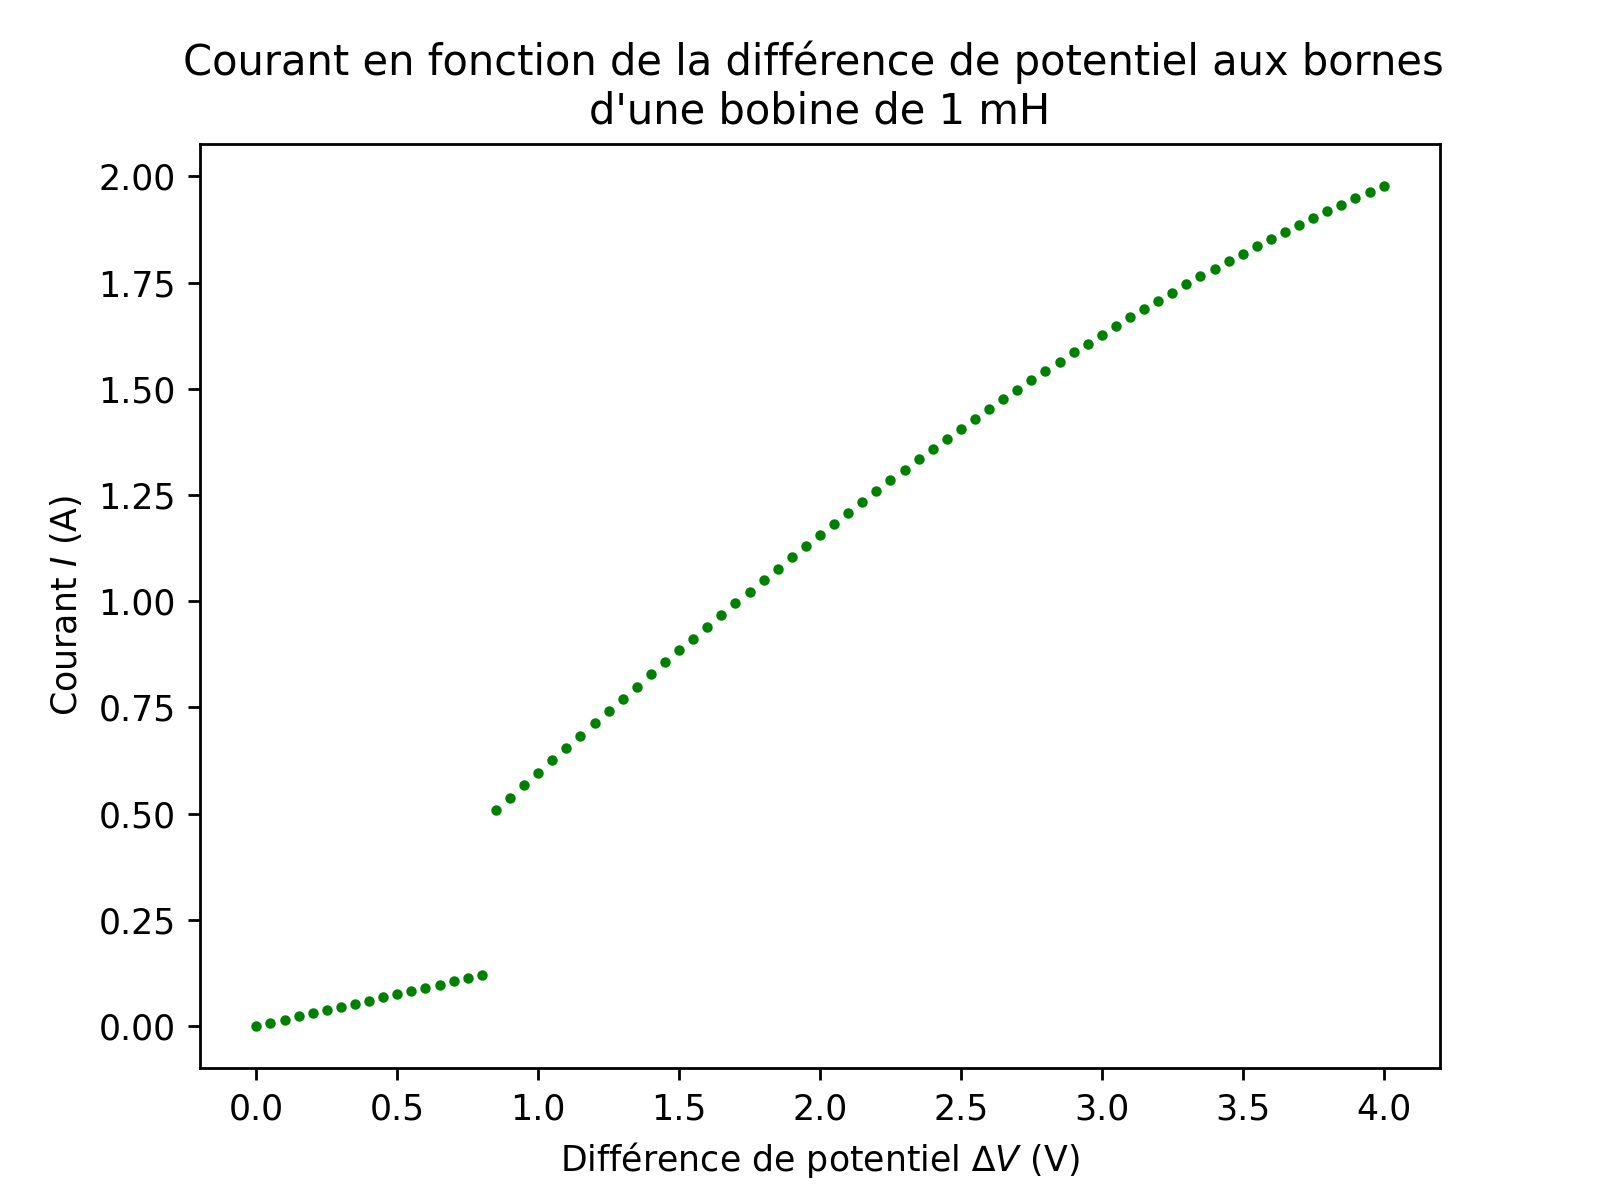 Courant en fonction de la différence de potentiel aux bornes
d'une bobine de 1 mH
2.00
1.75
1.50
1.25
1.00
0.75
0.50
0.25
0.00
Courant I (A)
0.0 0.5 1.0 1.5 2.0 2.5 3.0 3.5 4.0
Différence de potentiel ΔV (V)